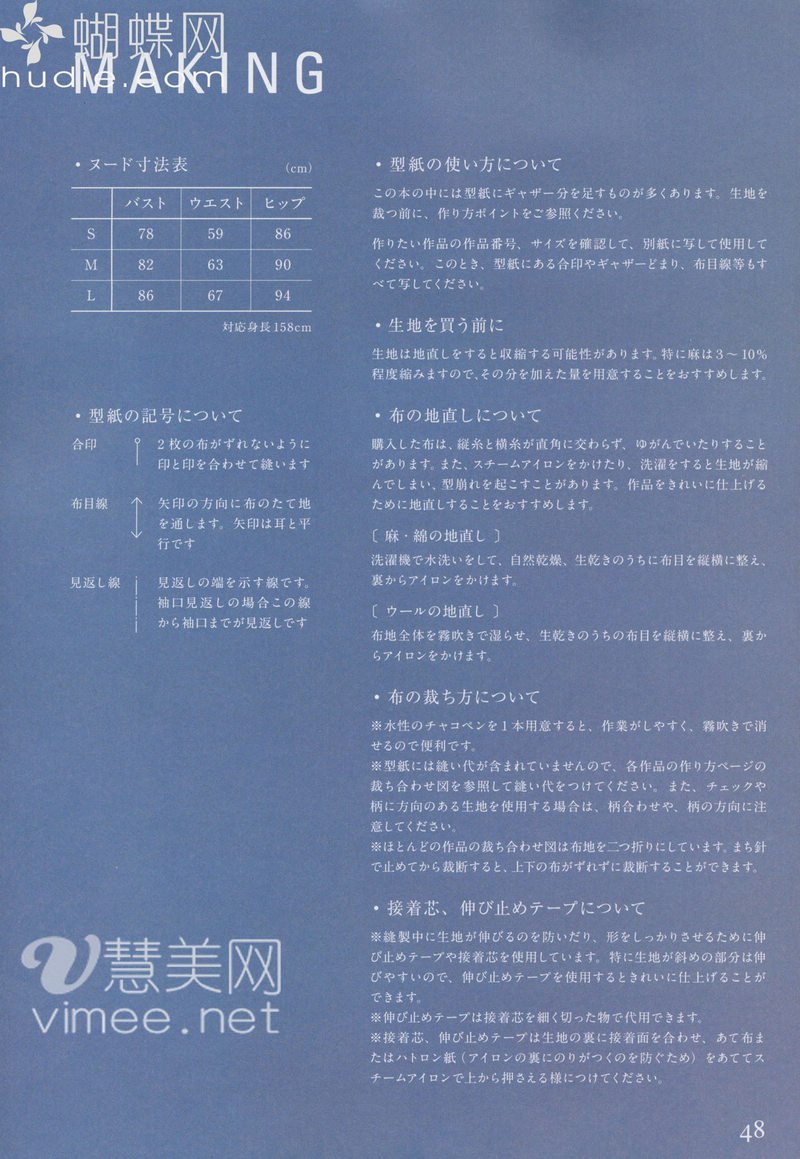 蝴蝶网
hudie.com
MAKING
・ヌード寸法表 (cm)
バスト ウエスト ヒップ
S 78 59 86
M 82 63 90
L 86 67 94
対応身長158cm
・型紙の記号について
合印 2枚の布がずれないように
印と印を合わせて縫います
布目線 矢印の方向に布のたて地
を通します。矢印は耳と平
行です
見返し線 見返しの端を示す線です。
袖口見返しの場合この線
から袖口までが見返しです
・型紙の使い方について
この本の中には型紙にギャザー分を足すものが多くあります。生地を
裁つ前に、作り方ポイントをご参照ください。
作りたい作品の作品番号、サイズを確認して、別紙に写して使用して
ください。このとき、型紙にある合印やギャザーどまり、布目線等もす
べて写してください。
・生地を買う前に
生地は地直しをすると収縮する可能性があります。特に麻は3〜10%
程度縮みますので、その分を加えた量を用意することをおすすめします。
・布の地直しについて
購入した布は、縦糸と横糸が直角に交わらず、ゆがんでいたりすること
があります。また、スチームアイロンをかけたり、洗濯をすると生地が縮
んでしまい、型崩れを起こすことがあります。作品をきれいに仕上げる
ために地直しすることをおすすめします。
〔 麻・綿の地直し 〕
洗濯機で水洗いをして、自然乾燥、生乾きのうちに布目を縦横に整え、
裏からアイロンをかけます。
〔 ウールの地直し 〕
布地全体を霧吹きで湿らせ、生乾きのうちの布目を縦横に整え、裏か
らアイロンをかけます。
・布の裁ち方について
※水性のチャコペンを1本用意すると、作業がしやすく、霧吹きで消
せるので便利です。
※型紙には縫い代が含まれていませんので、各作品の作り方ページの
裁ち合わせ図を参照して縫い代をつけてください。また、チェックや
柄に方向のある生地を使用する場合は、柄合わせや、柄の方向に注
意してください。
※ほとんどの作品の裁ち合わせ図は布地を二つ折りにしています。まち針
で止めてから裁断すると、上下の布がずれずに裁断することができます。
・接着芯、伸び止めテープについて
※縫製中に生地が伸びるのを防いだり、形をしっかりさせるために伸
び止めテープや接着芯を使用しています。特に生地が斜めの部分は伸
びやすいので、伸び止めテープを使用するときれいに仕上げることが
できます。
※伸び止めテープは接着芯を細く切った物で代用できます。
※接着芯、伸び止めテープは生地の裏に接着面を合わせ、あて布ま
たはハトロン紙（アイロンの裏にのりがつくのを防ぐため）をあててス
チームアイロンで上から押さえる様につけてください。
慧美网
vimee.net
48